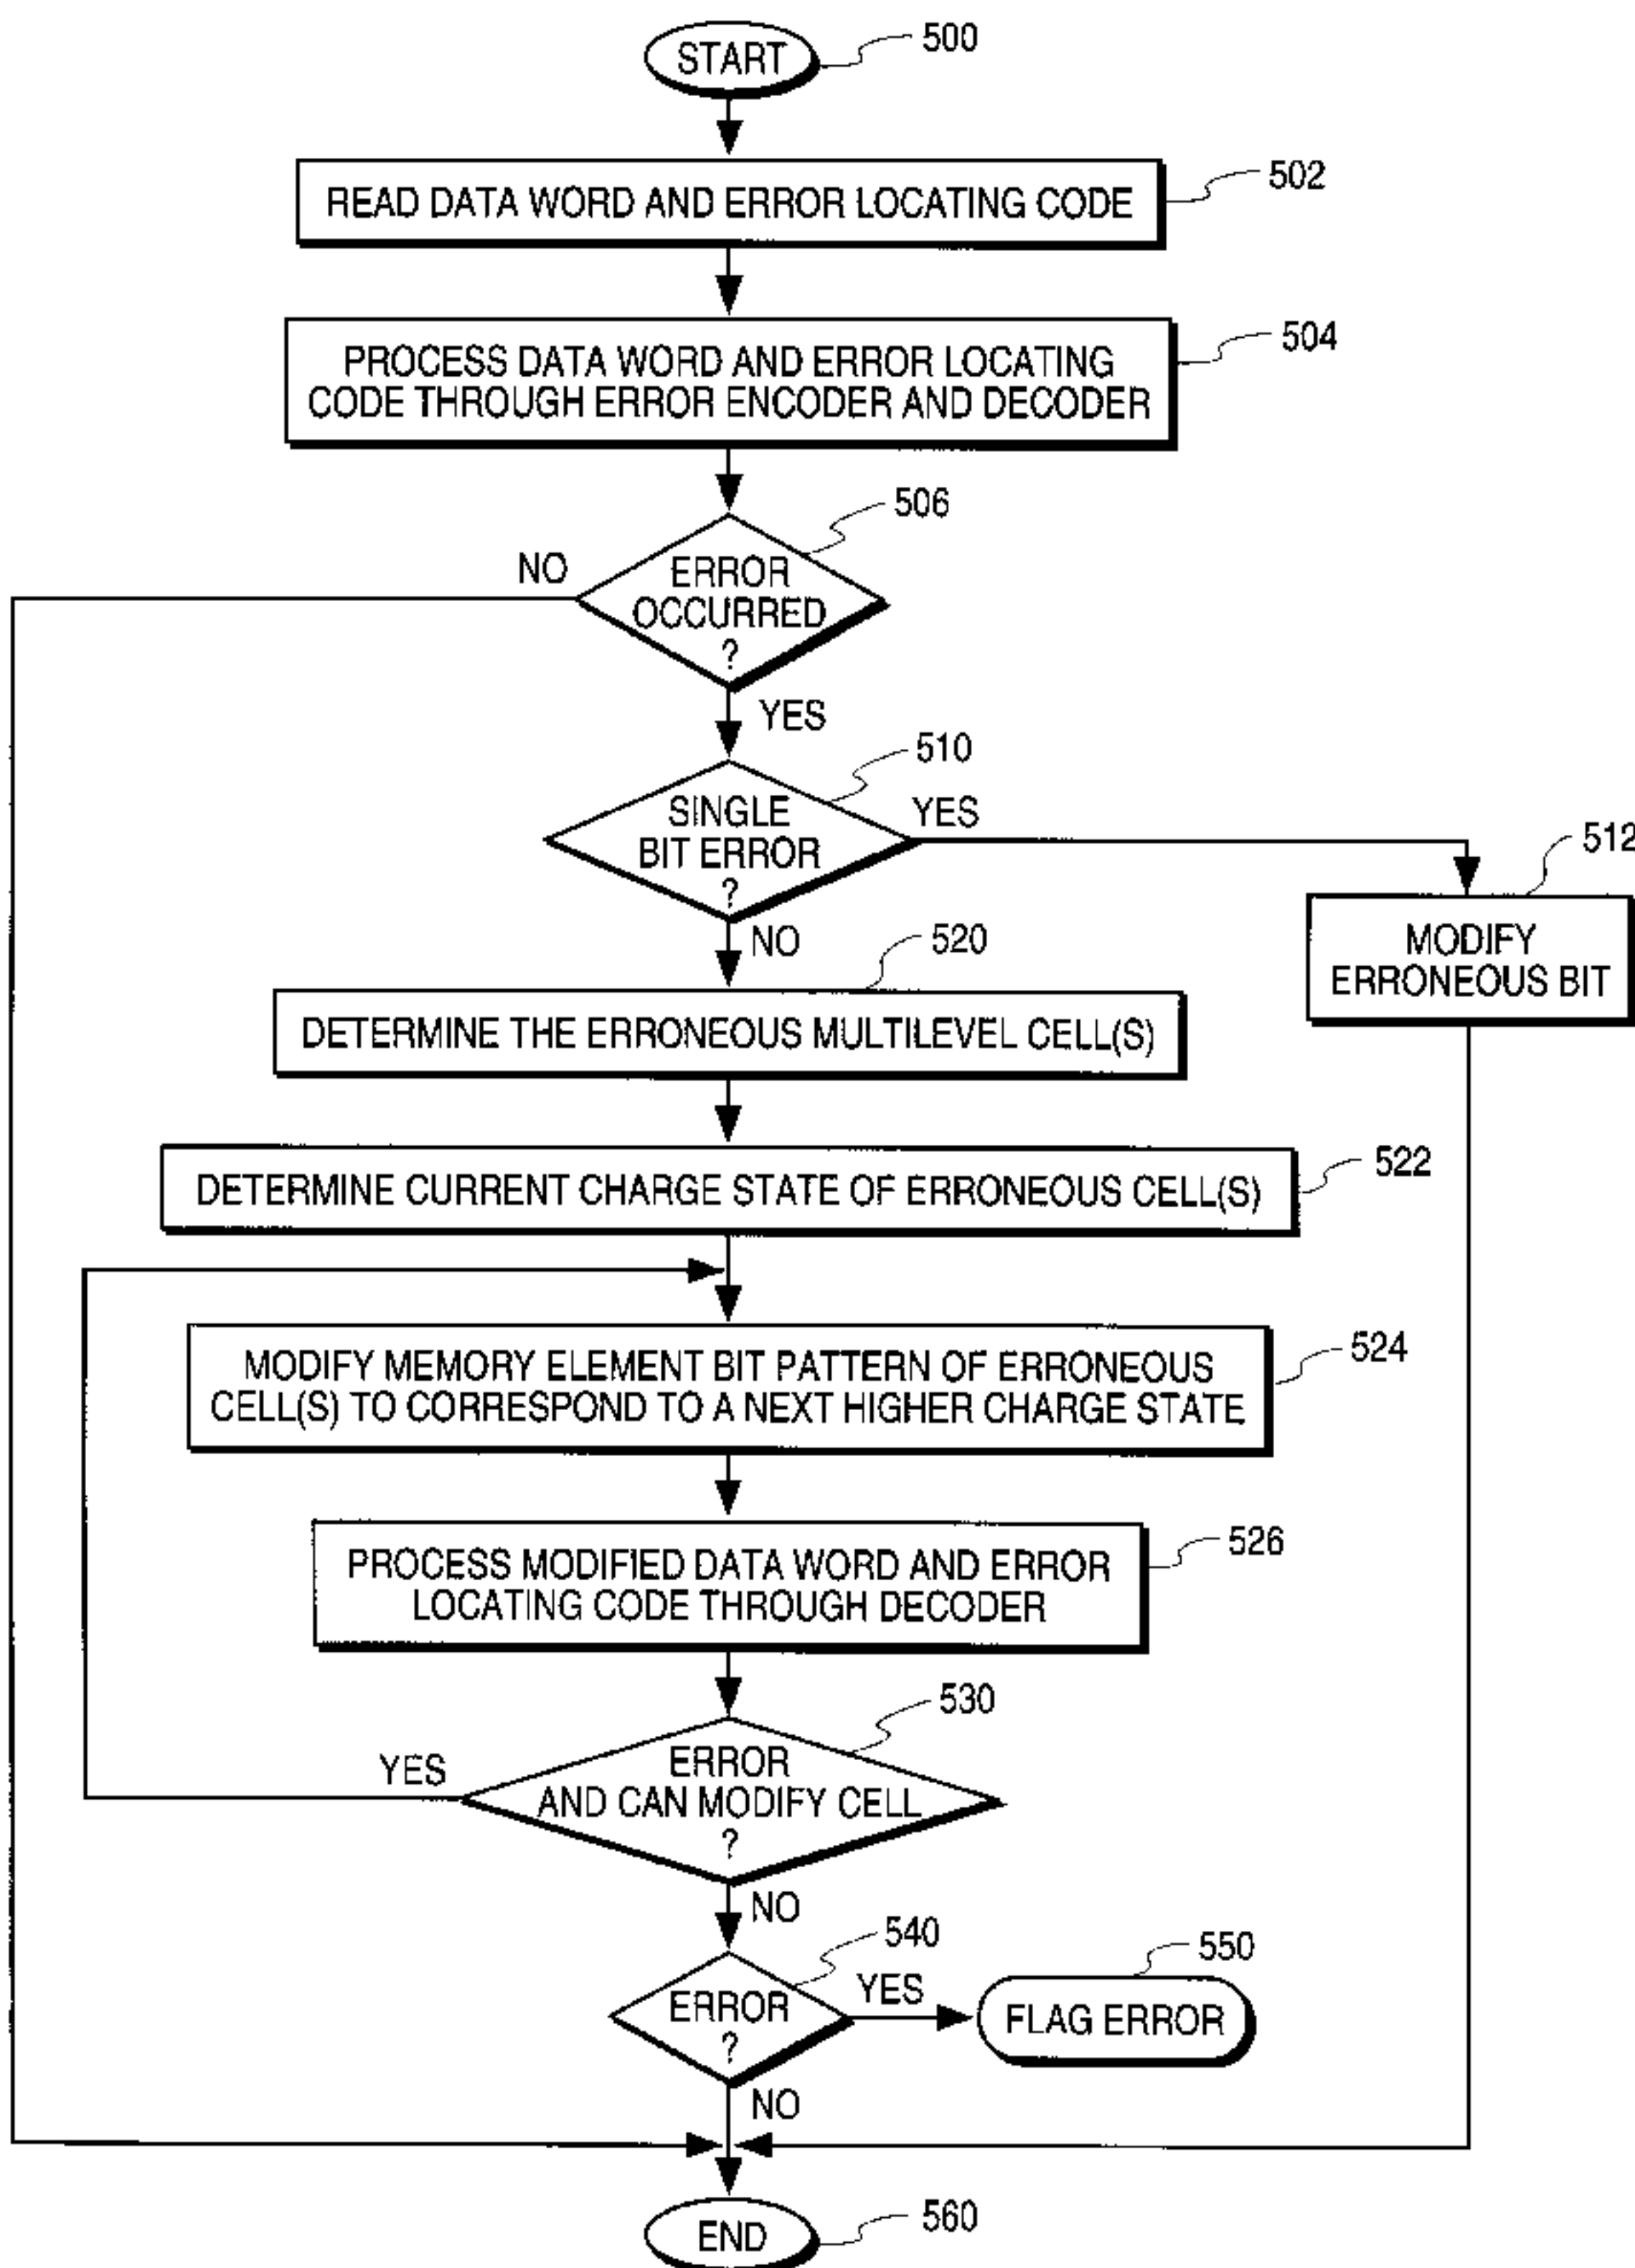 START
500
READ DATA WORD AND ERROR LOCATING CODE
502
PROCESS DATA WORD AND ERROR LOCATING
CODE THROUGH ERROR ENCODER AND DECODER
504
ERROR
OCCURRED
?
506
NO
YES
SINGLE
BIT ERROR
?
510
YES
NO
MODIFY
ERRONEOUS BIT
512
DETERMINE THE ERRONEOUS MULTILEVEL CELL(S)
520
DETERMINE CURRENT CHARGE STATE OF ERRONEOUS CELL(S)
522
MODIFY MEMORY ELEMENT BIT PATTERN OF ERRONEOUS
CELL(S) TO CORRESPOND TO A NEXT HIGHER CHARGE STATE
524
PROCESS MODIFIED DATA WORD AND ERROR
LOCATING CODE THROUGH DECODER
526
ERROR
AND CAN MODIFY CELL
?
530
YES
NO
ERROR
?
540
YES
FLAG ERROR
550
NO
END
560